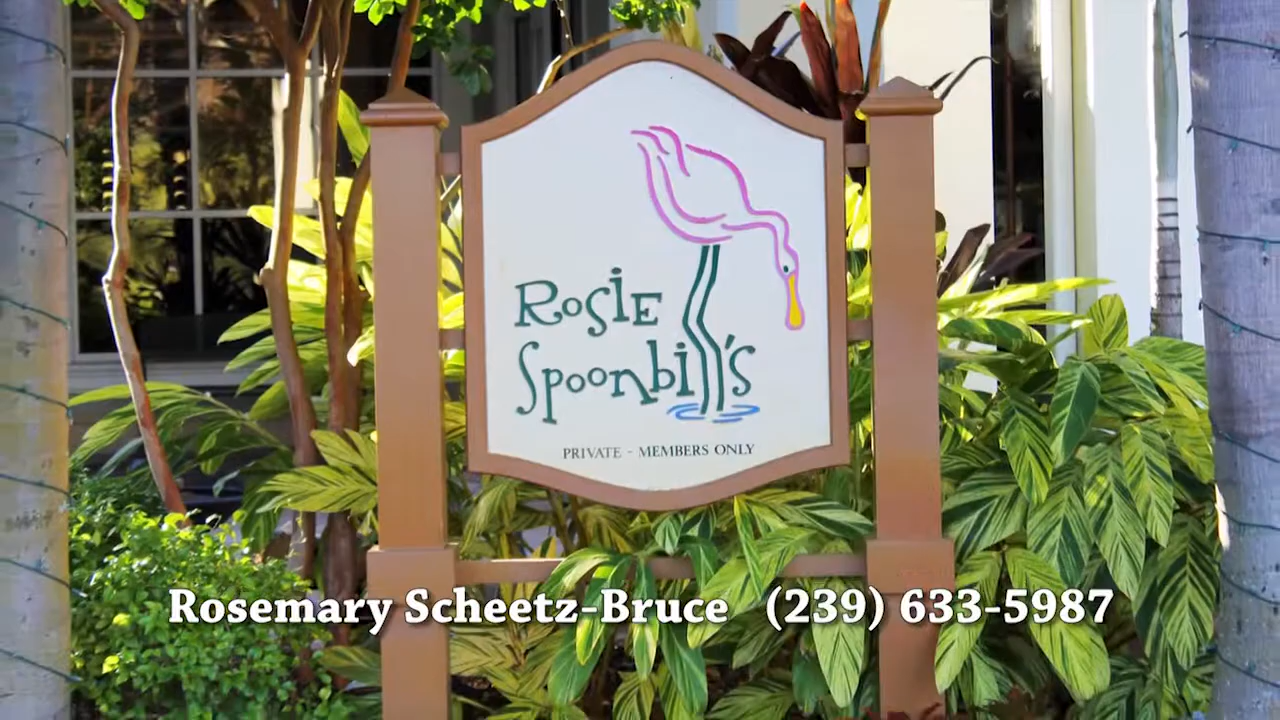 Rosie
Spoonbill's
PRIVATE - MEMBERS ONLY
Rosemary Scheetz-Bruce (239) 633-5987